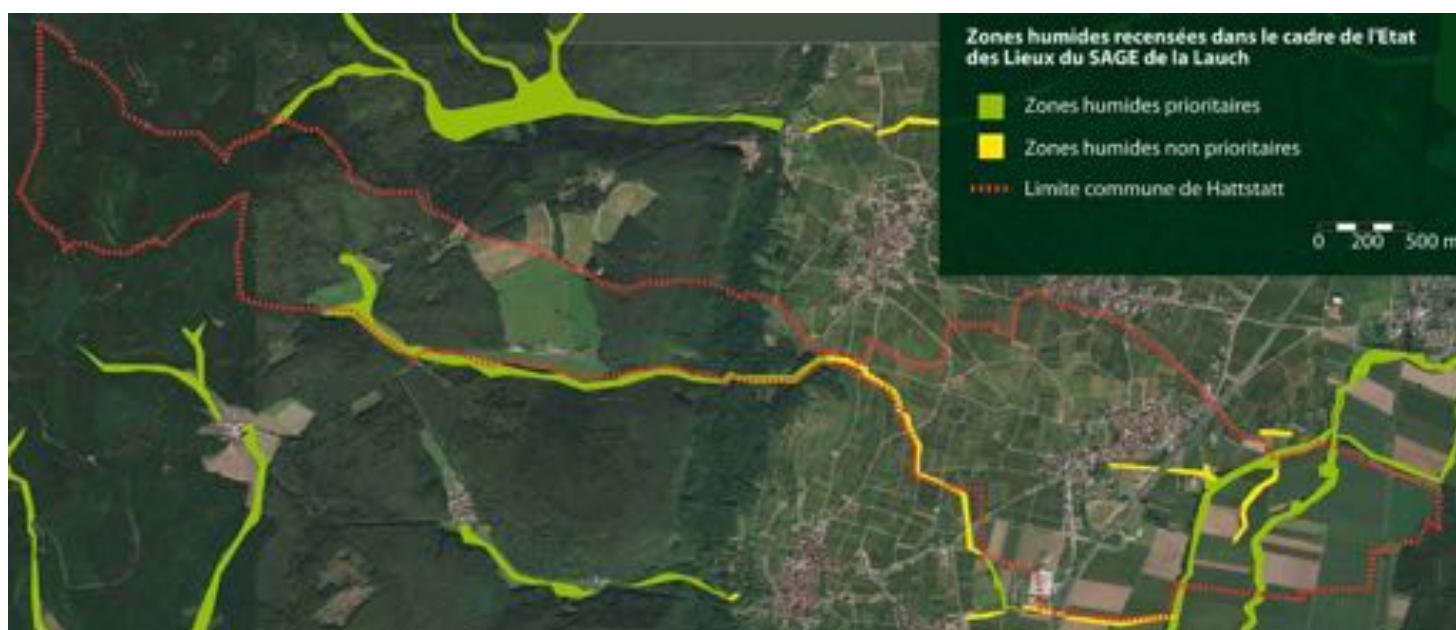 Zones humides recensées dans le cadre de l'Etat
des Lieux du SAGE de la Lauch
Zones humides prioritaires
Zones humides non prioritaires
Limite commune de Hattstatt
0 200 500 m